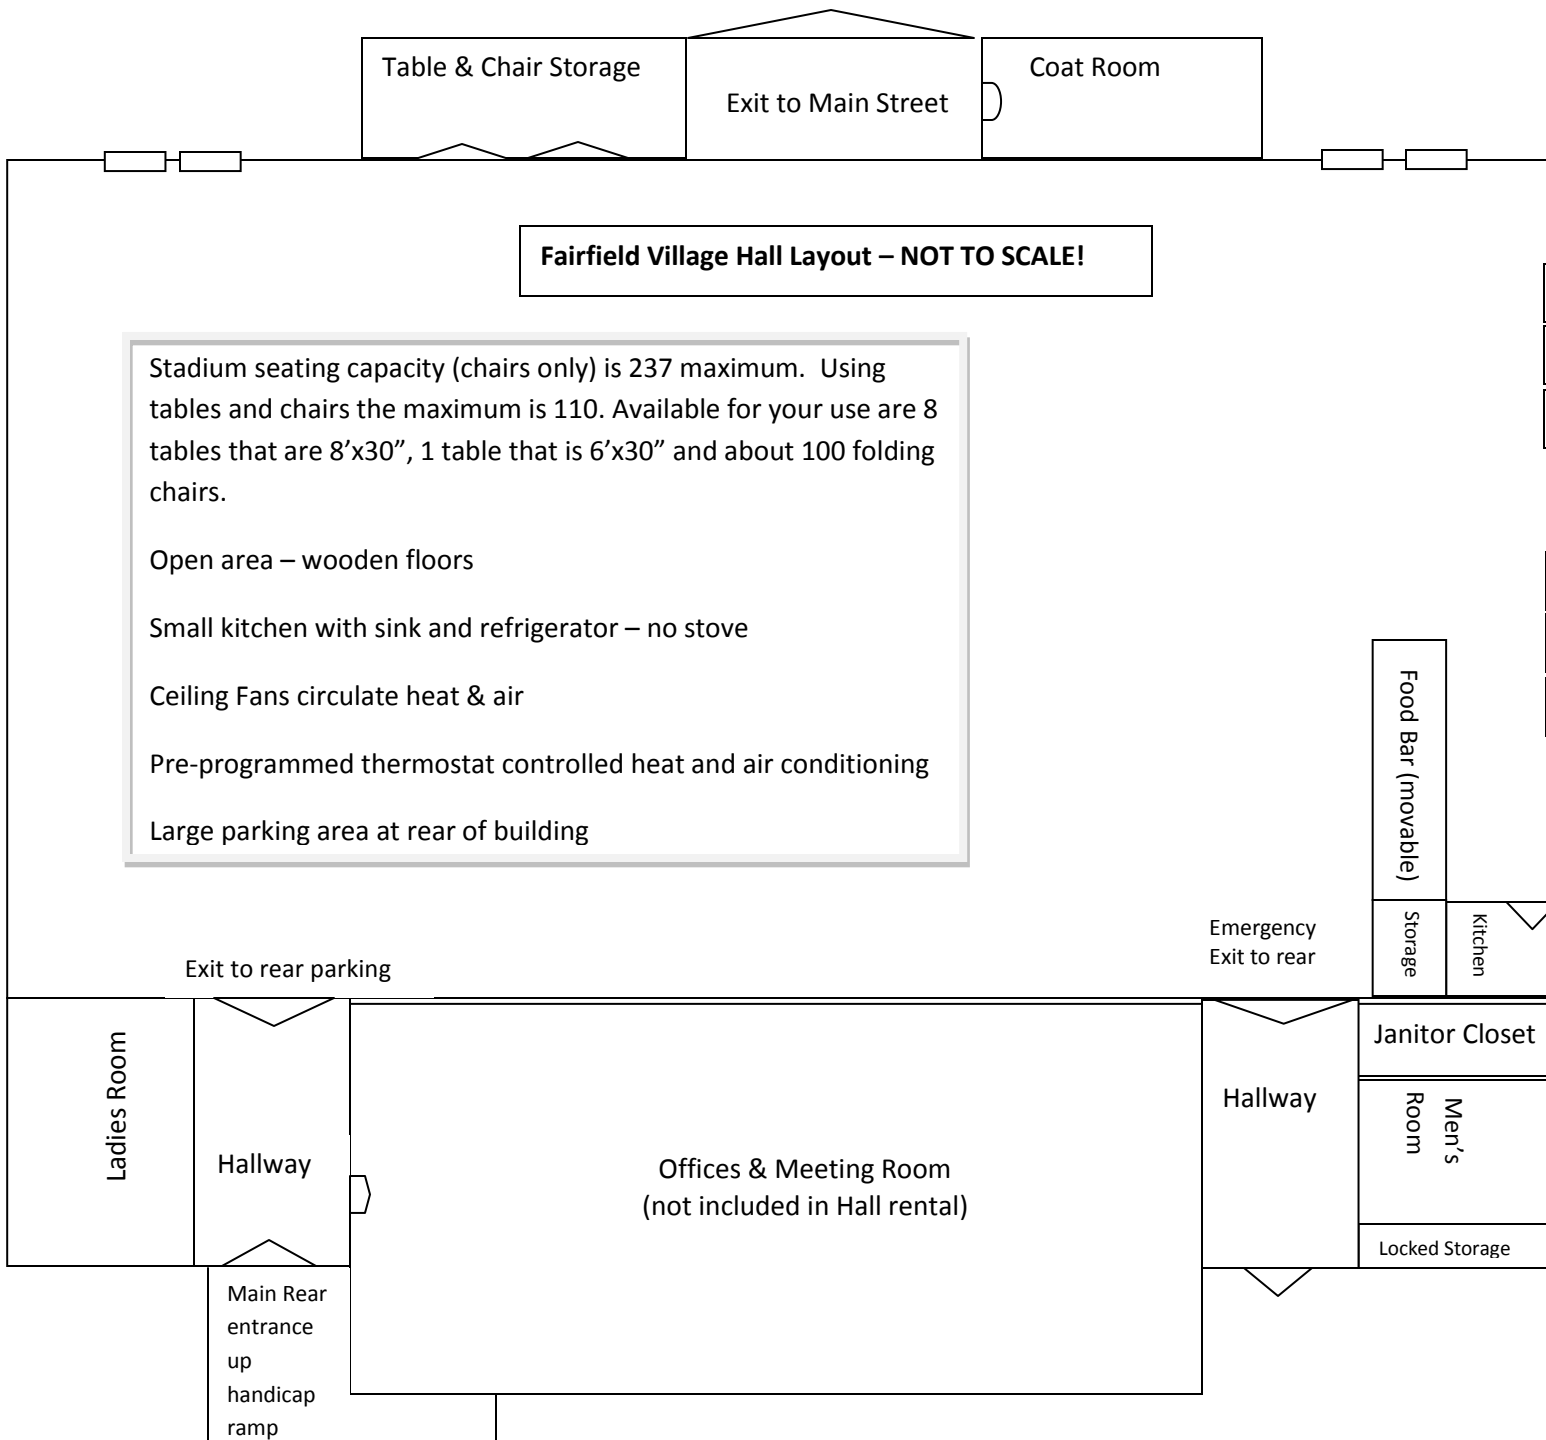 Table & Chair Storage
Exit to Main Street
Coat Room
Fairfield Village Hall Layout – NOT TO SCALE!
Stadium seating capacity (chairs only) is 237 maximum.  Using
tables and chairs the maximum is 110. Available for your use are 8
tables that are 8’x30”, 1 table that is 6’x30” and about 100 folding
chairs.
Open area – wooden floors
Small kitchen with sink and refrigerator – no stove
Ceiling Fans circulate heat & air
Pre-programmed thermostat controlled heat and air conditioning
Large parking area at rear of building
Food Bar (movable)
Storage
Kitchen
Emergency
Exit to rear
Exit to rear parking
Ladies Room
Hallway
Offices & Meeting Room
(not included in Hall rental)
Hallway
Janitor Closet
Men’s
Room
Locked Storage
Main Rear
entrance
up
handicap
ramp